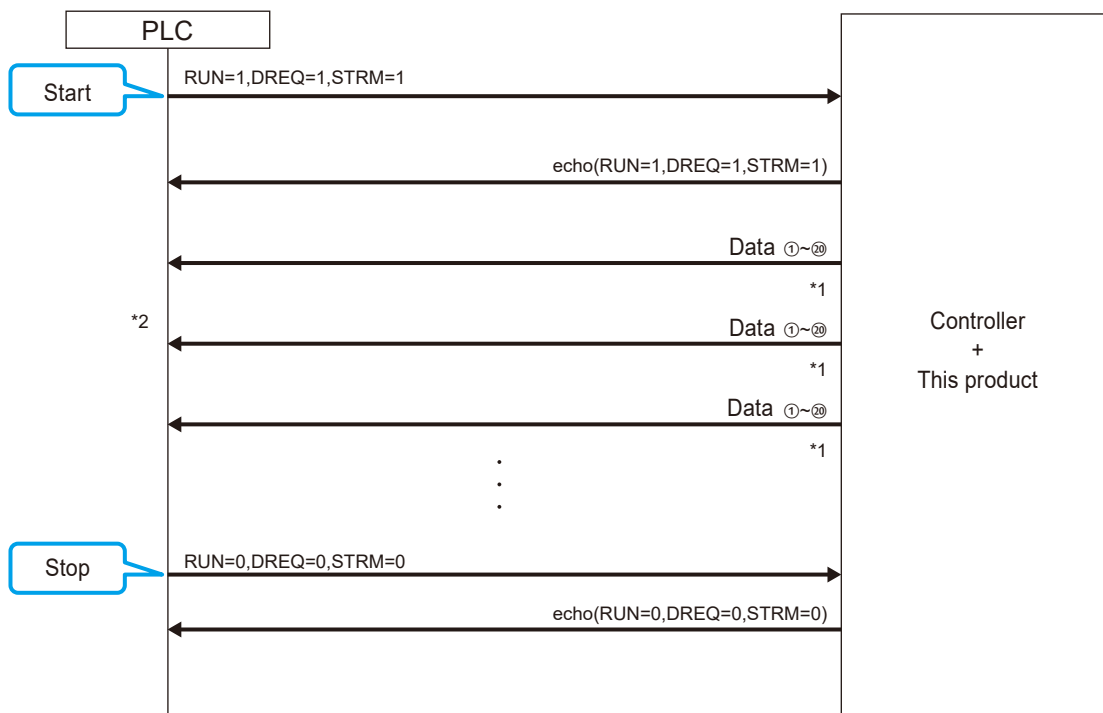 PLC
Start
RUN=1,DREQ=1,STRM=1
echo(RUN=1,DREQ=1,STRM=1)
Data ①~⑳
*1
*2
Data ①~⑳
*1
Data ①~⑳
*1
Controller
+
This product
Stop
RUN=0,DREQ=0,STRM=0
echo(RUN=0,DREQ=0,STRM=0)